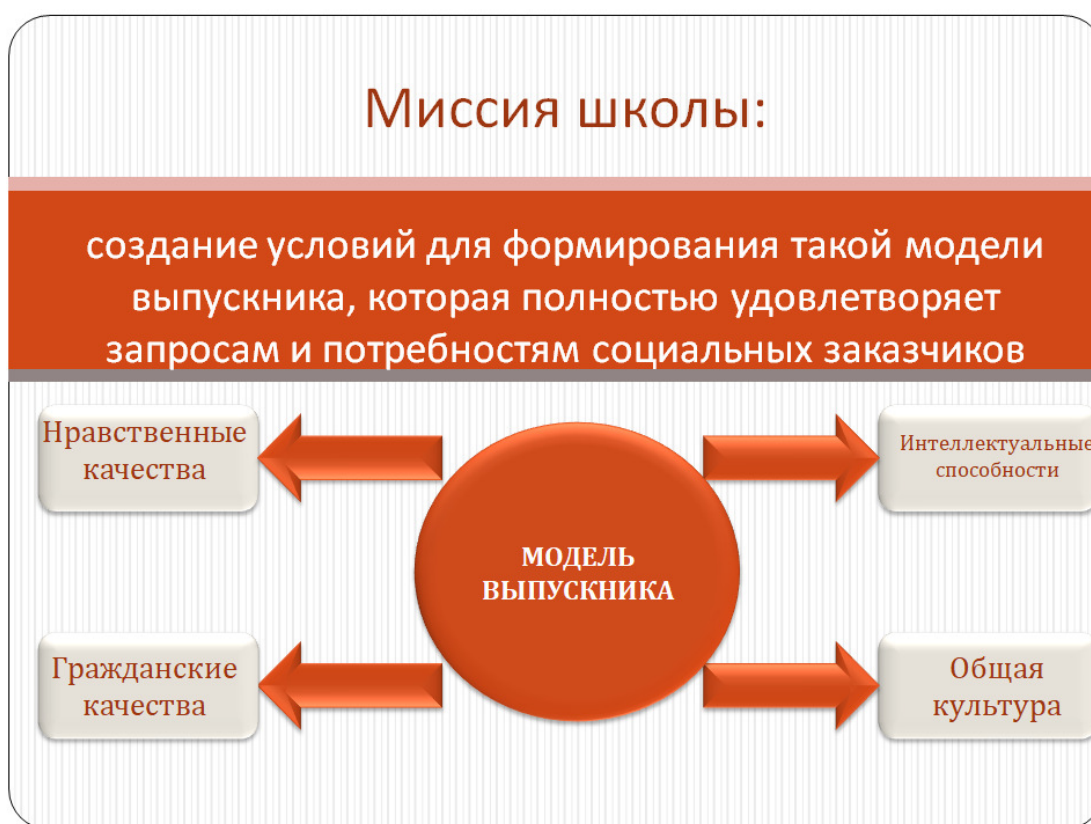 Миссия школы:
создание условий для формирования такой модели
выпускника, которая полностью удовлетворяет
запросам и потребностям социальных заказчиков
Нравственные
качества
Интеллектуальные
способности
МОДЕЛЬ
ВЫПУСКНИКА
Гражданские
качества
Общая
культура